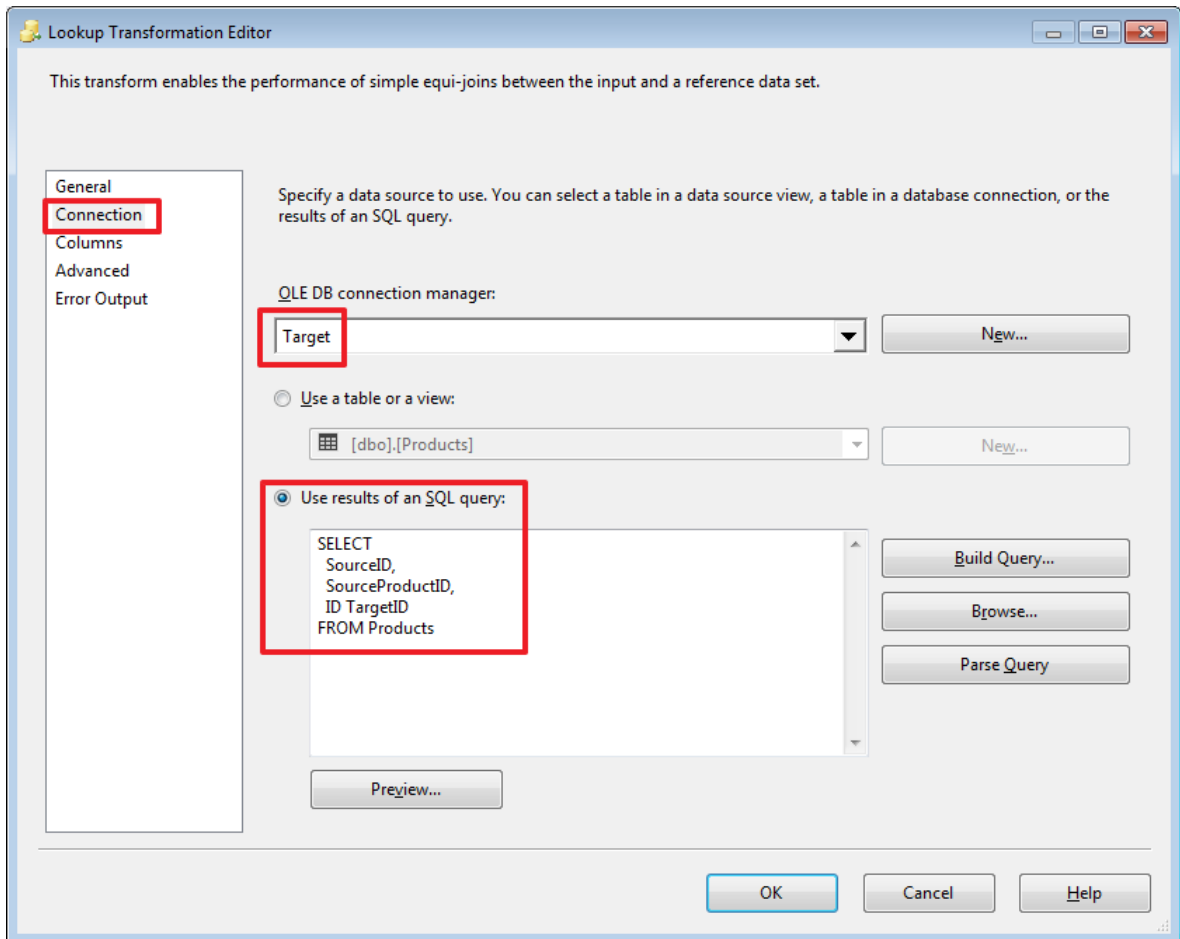 Lookup Transformation Editor
This transform enables the performance of simple equi-joins between the input and a reference data set.
General
Connection
Columns
Advanced
Error Output
Specify a data source to use. You can select a table in a data source view, a table in a database connection, or the
results of an SQL query.
OLE DB connection manager:
Target
New...
Use a table or a view:
[dbo].[Products]
New...
Use results of an SQL query:
SELECT
SourceID,
SourceProductID,
ID TargetID
FROM Products
Build Query...
Browse...
Parse Query
Preview...
OK
Cancel
Help